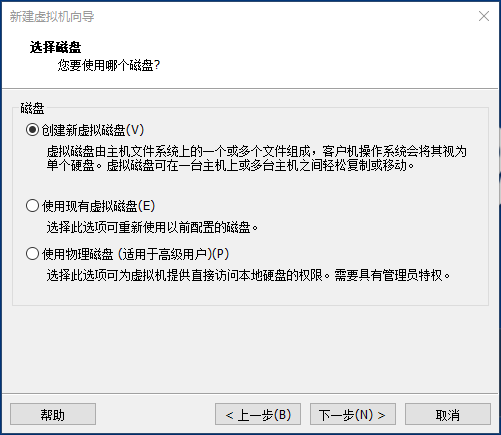 新建虚拟机向导
选择磁盘
您要使用哪个磁盘?
磁盘
创建新虚拟磁盘(V)
虚拟磁盘由主机文件系统上的一个或多个文件组成，客户机操作系统会将其视为
单个硬盘。虚拟磁盘可在一台主机上或多台主机之间轻松复制或移动。
使用现有虚拟磁盘(E)
选择此选项可重新使用以前配置的磁盘。
使用物理磁盘 (适用于高级用户)(P)
选择此选项可为虚拟机提供直接访问本地硬盘的权限。需要具有管理员特权。
帮助
< 上一步(B)
下一步(N) >
取消